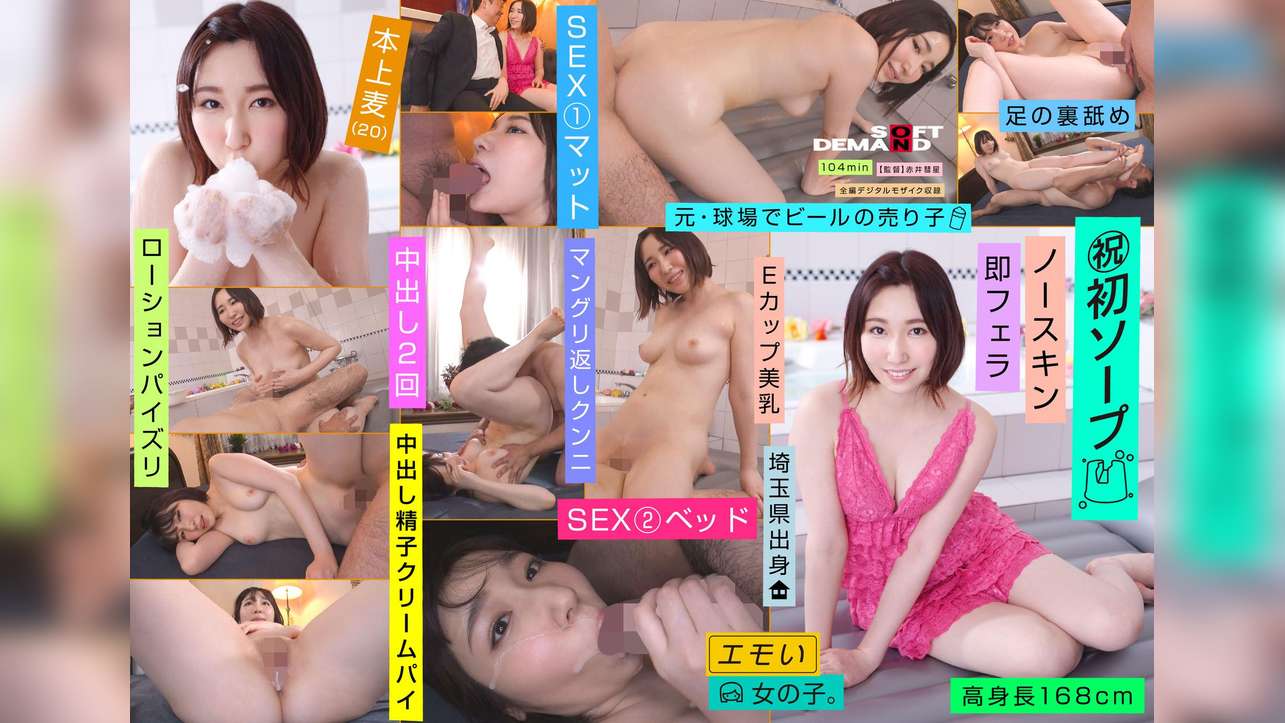 本上麦
(20)
SEX①マット
SOFT
ON
DEMAND
104min
【監督】赤井彗星
全編デジタルモザイク収録
足の裏舐め
元・球場でビールの売り子
ローションパイズリ
中出し2回
マングリ返しクンニ
Eカップ美乳
即フェラ
ノースキン
㊗初ソープ
中出し精子クリームパイ
SEX②ベッド
埼玉県出身
エモい
女の子。
高身長168cm